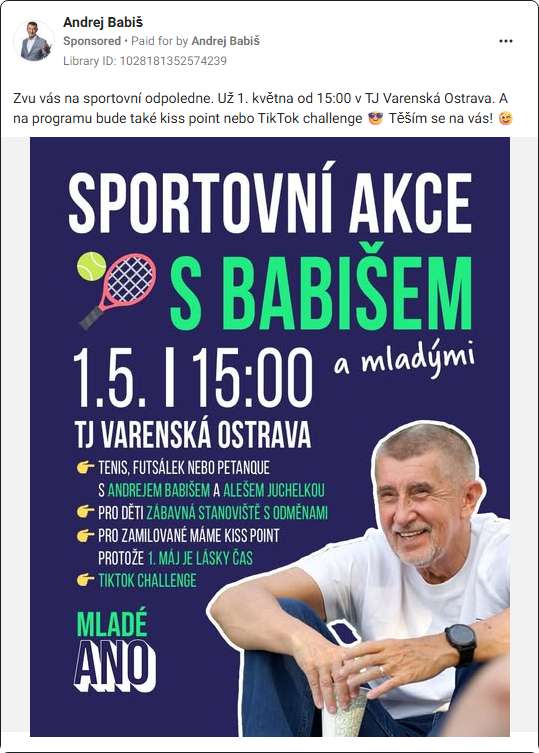 Andrej Babiš
Sponsored • Paid for by Andrej Babiš
Library ID: 1028181352574239
Zvu vás na sportovní odpoledne. Už 1. května od 15:00 v TJ Varenská Ostrava. A
na programu bude také kiss point nebo TikTok challenge 😎 Těším se na vás! 😉
SPORTOVNÍ AKCE
S BABIŠEM
a mladými
1.5. | 15:00
TJ VARENSKÁ OSTRAVA
👉 TENIS, FUTSÁLEK NEBO PETANQUE
S ANDREJEM BABIŠEM A ALEŠEM JUCHELKOU
👉 PRO DĚTI ZÁBAVNÁ STANOVIŠTĚ S ODMĚNAMI
👉 PRO ZAMILOVANÉ MÁME KISS POINT
PROTOŽE 1. MÁJ JE LÁSKY ČAS
👉 TIKTOK CHALLENGE
MLADÉ
ANO